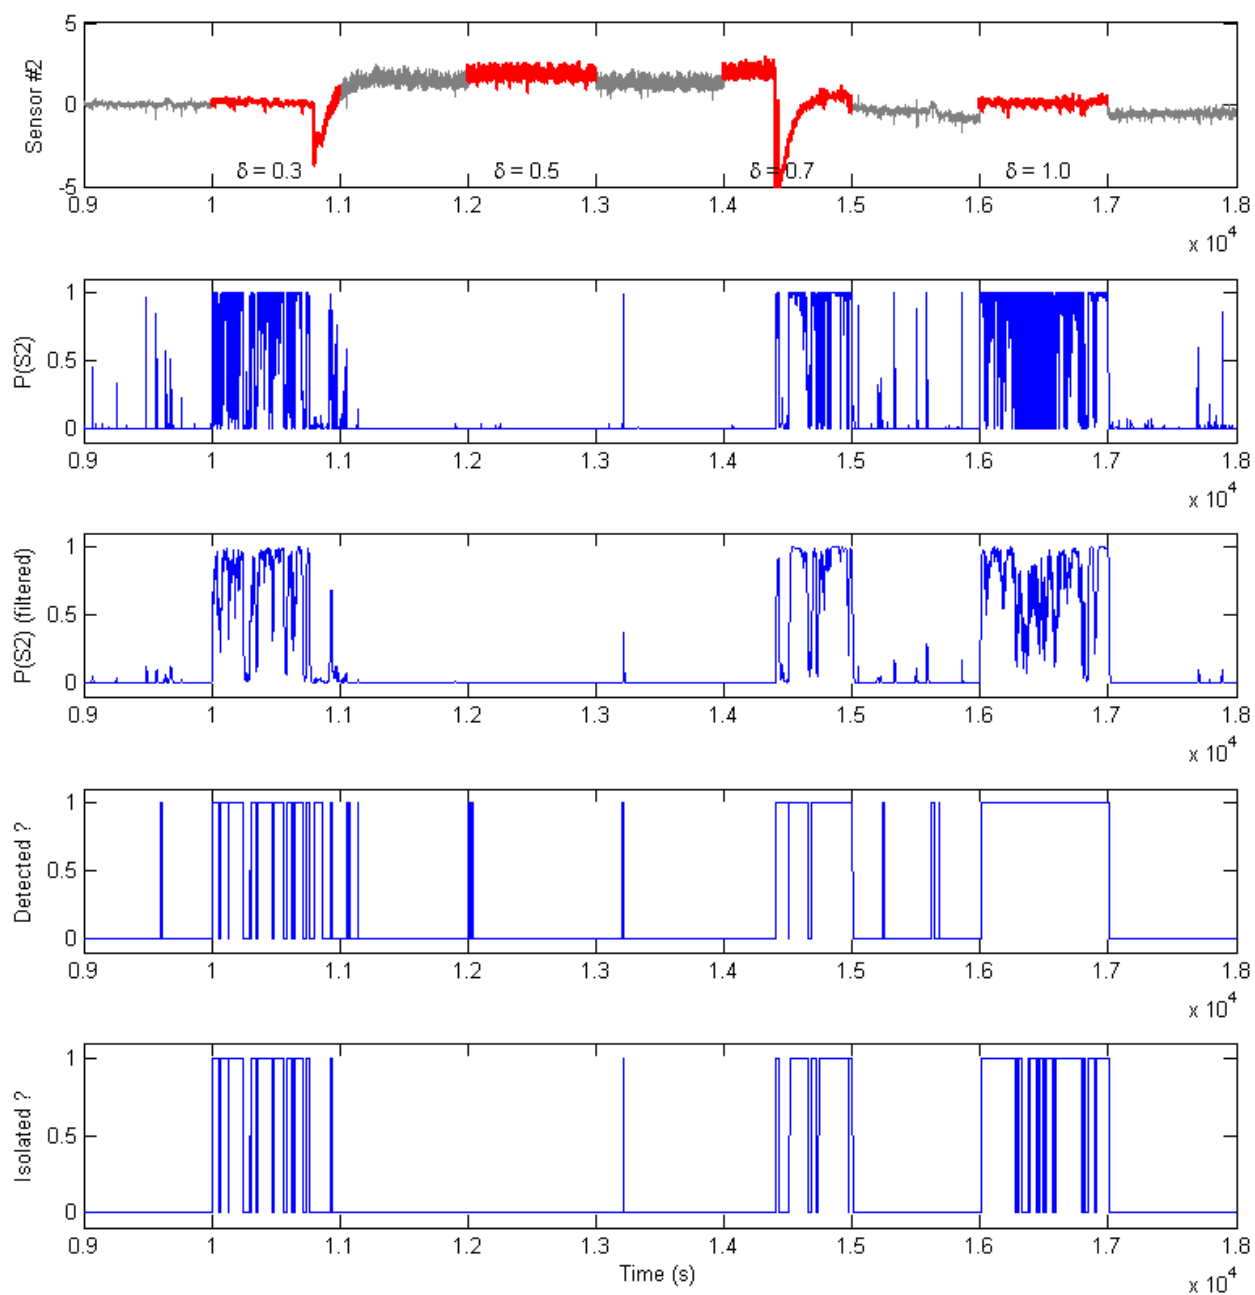 5
0
-5
Sensor #2
δ = 0.3 δ = 0.5 δ = 0.7 δ = 1.0
0.9 1 1.1 1.2 1.3 1.4 1.5 1.6 1.7 1.8
x 10^4
1
0.5
0
P(S2)
0.9 1 1.1 1.2 1.3 1.4 1.5 1.6 1.7 1.8
x 10^4
1
0.5
0
P(S2) (filtered)
0.9 1 1.1 1.2 1.3 1.4 1.5 1.6 1.7 1.8
x 10^4
1
0.5
0
Detected ?
0.9 1 1.1 1.2 1.3 1.4 1.5 1.6 1.7 1.8
x 10^4
1
0.5
0
Isolated ?
0.9 1 1.1 1.2 1.3 1.4 1.5 1.6 1.7 1.8
Time (s)
x 10^4